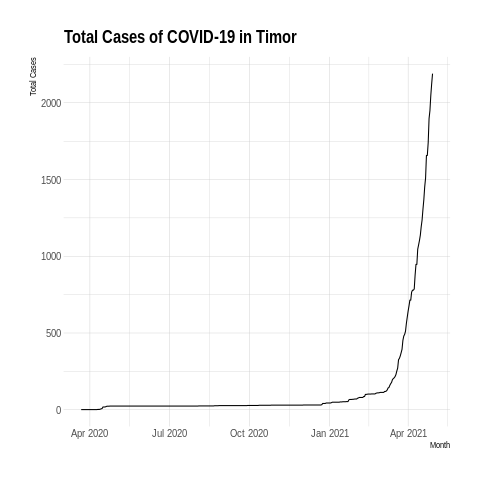 Total Cases of COVID-19 in Timor
Total Cases
2000
1500
1000
500
0
Apr 2020 Jul 2020 Oct 2020 Jan 2021 Apr 2021
Month